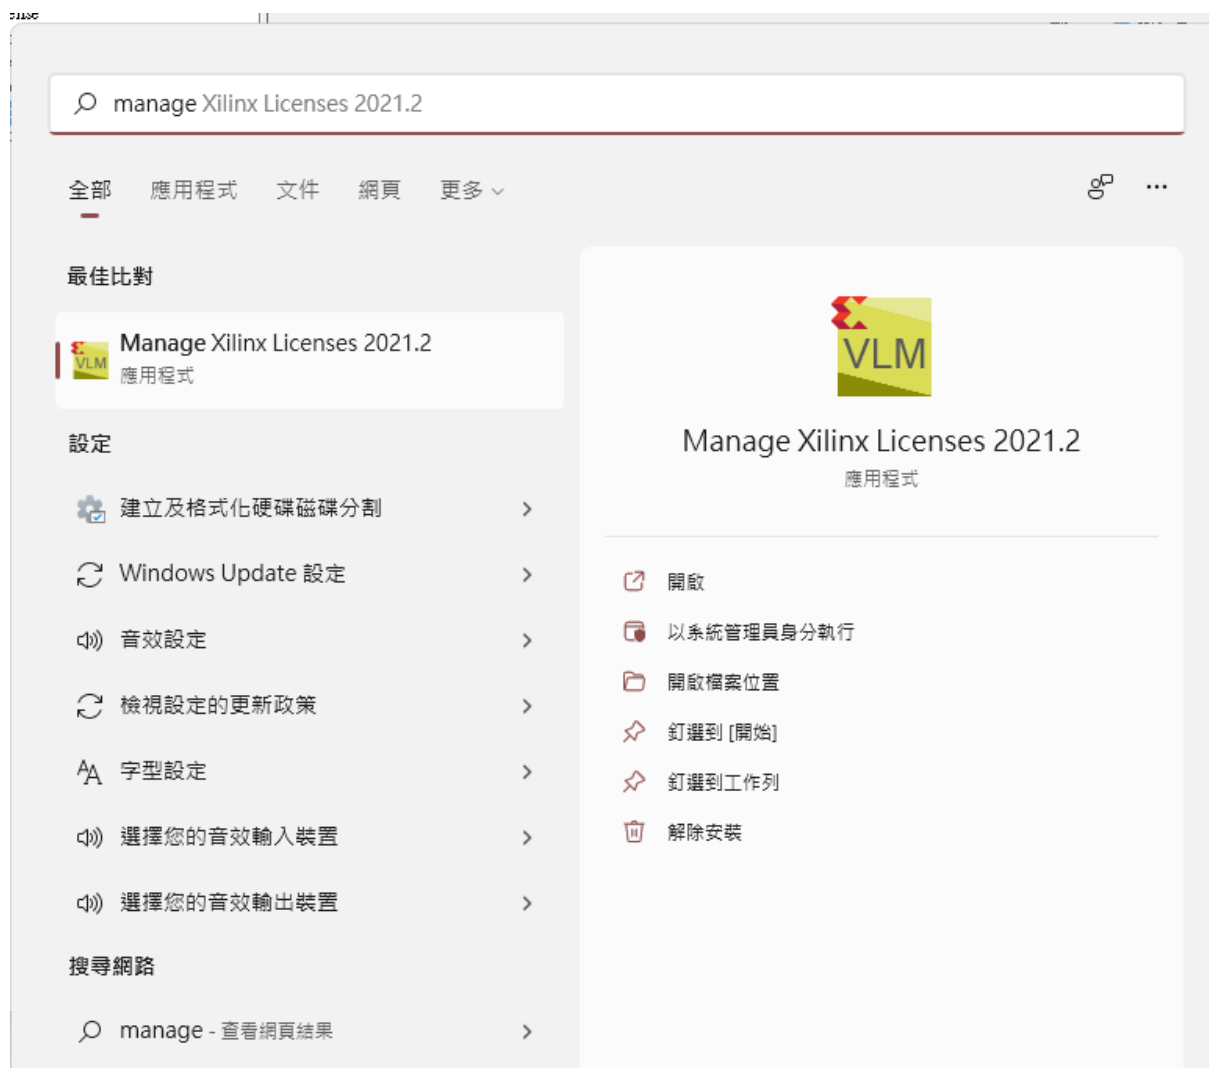 manage Xilinx Licenses 2021.2
全部 應用程式 文件 網頁 更多
最佳比對
Manage Xilinx Licenses 2021.2
應用程式
VLM
設定
建立及格式化硬碟磁碟分割
Windows Update 設定
音效設定
檢視設定的更新政策
字型設定
選擇您的音效輸入裝置
選擇您的音效輸出裝置
搜尋網路
manage - 查看網頁結果
VLM
Manage Xilinx Licenses 2021.2
應用程式
開啟
以系統管理員身分執行
開啟檔案位置
釘選到 [開始]
釘選到工作列
解除安裝